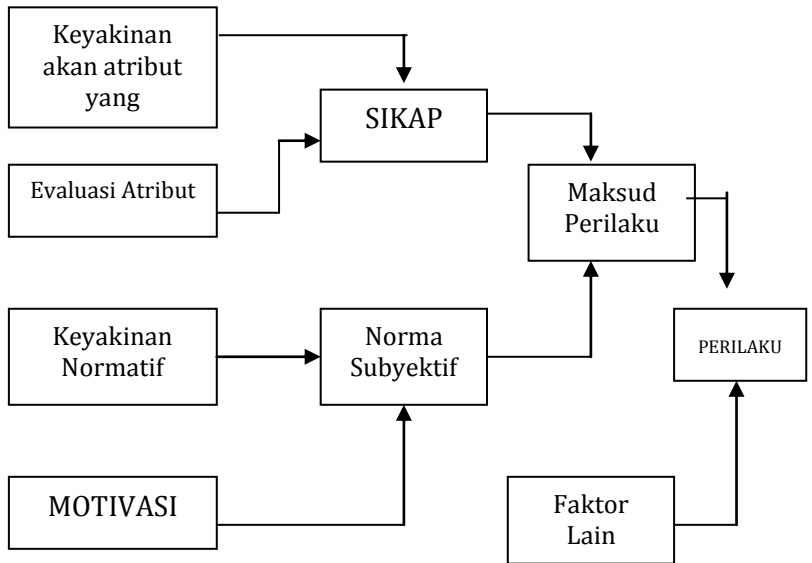 Keyakinan
akan atribut
yang
SIKAP
Evaluasi Atribut
Maksud
Perilaku
Keyakinan
Normatif
Norma
Subyektif
PERILAKU
MOTIVASI
Faktor
Lain